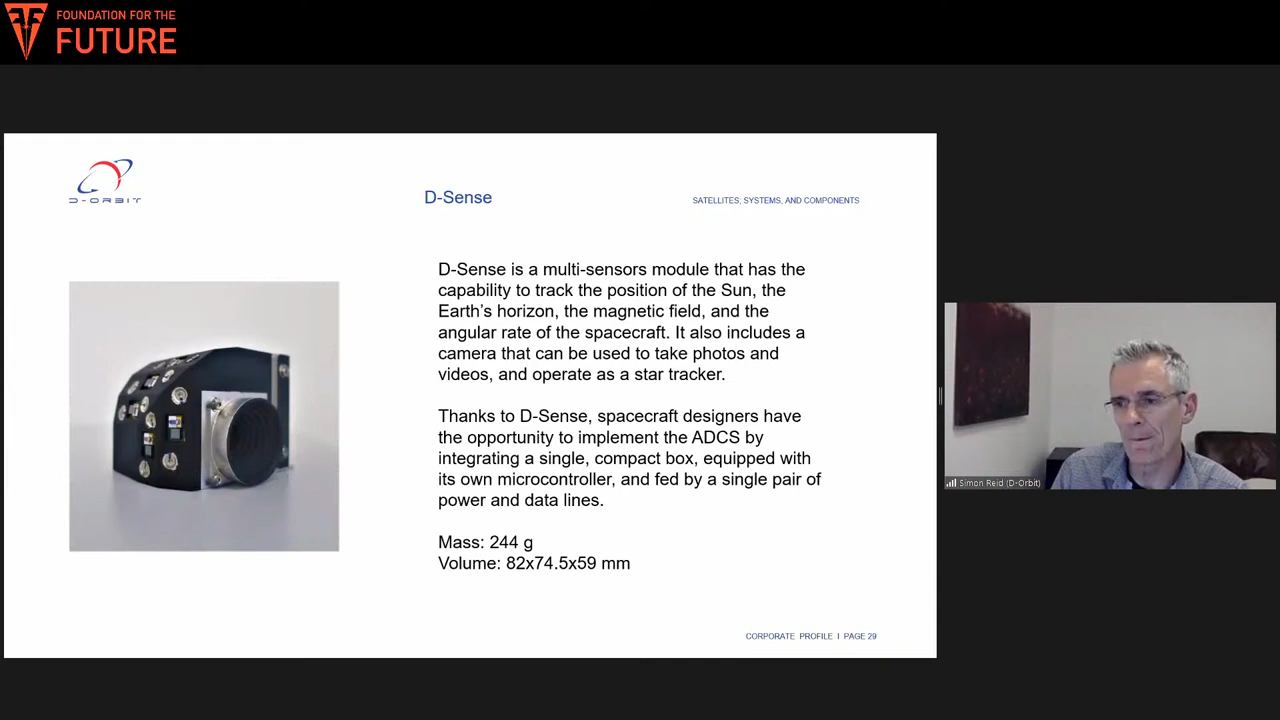 FOUNDATION FOR THE
FUTURE
D-ORBIT
D-Sense
SATELLITES, SYSTEMS, AND COMPONENTS
D-Sense is a multi-sensors module that has the
capability to track the position of the Sun, the
Earth's horizon, the magnetic field, and the
angular rate of the spacecraft. It also includes a
camera that can be used to take photos and
videos, and operate as a star tracker.
Thanks to D-Sense, spacecraft designers have
the opportunity to implement the ADCS by
integrating a single, compact box, equipped with
its own microcontroller, and fed by a single pair of
power and data lines.
Mass: 244 g
Volume: 82x74.5x59 mm
CORPORATE PROFILE I PAGE 29
Simon Reid (D-Orbit)